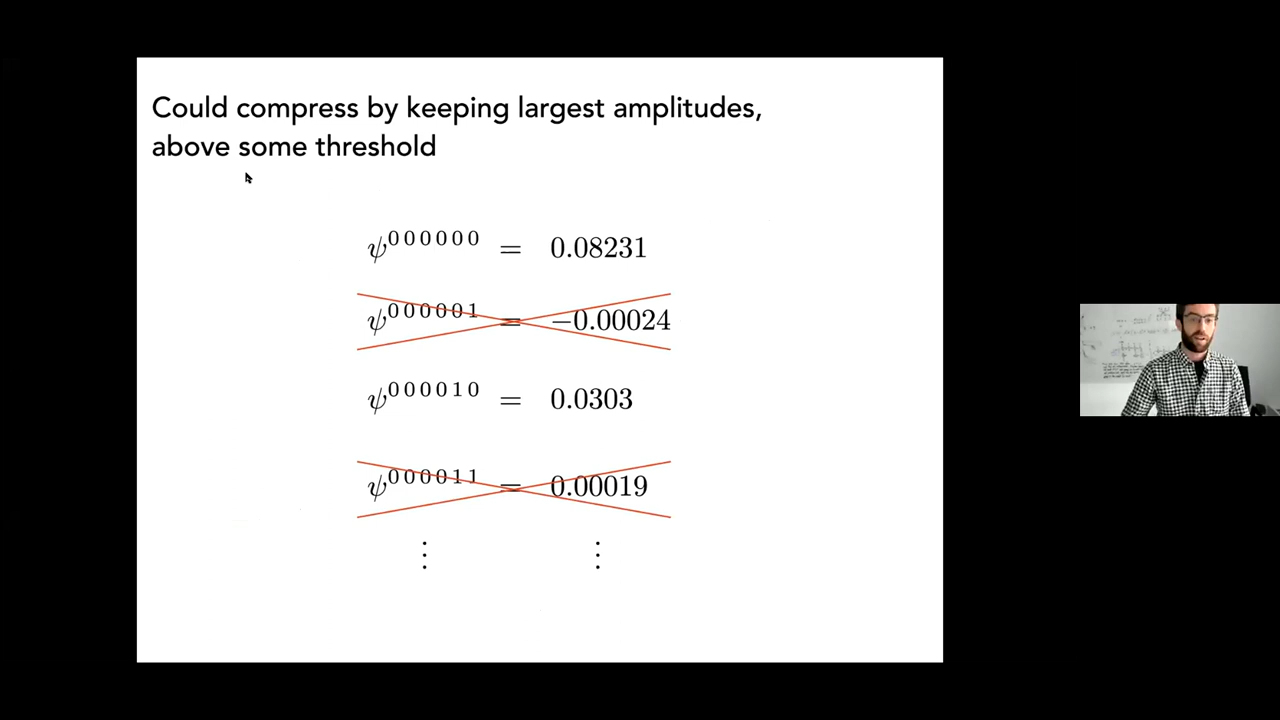 Could compress by keeping largest amplitudes,
above some threshold
ψ^{000000} = 0.08231
ψ^{000001} = −0.00024
ψ^{000010} = 0.0303
ψ^{000011} = 0.00019
⋮ ⋮